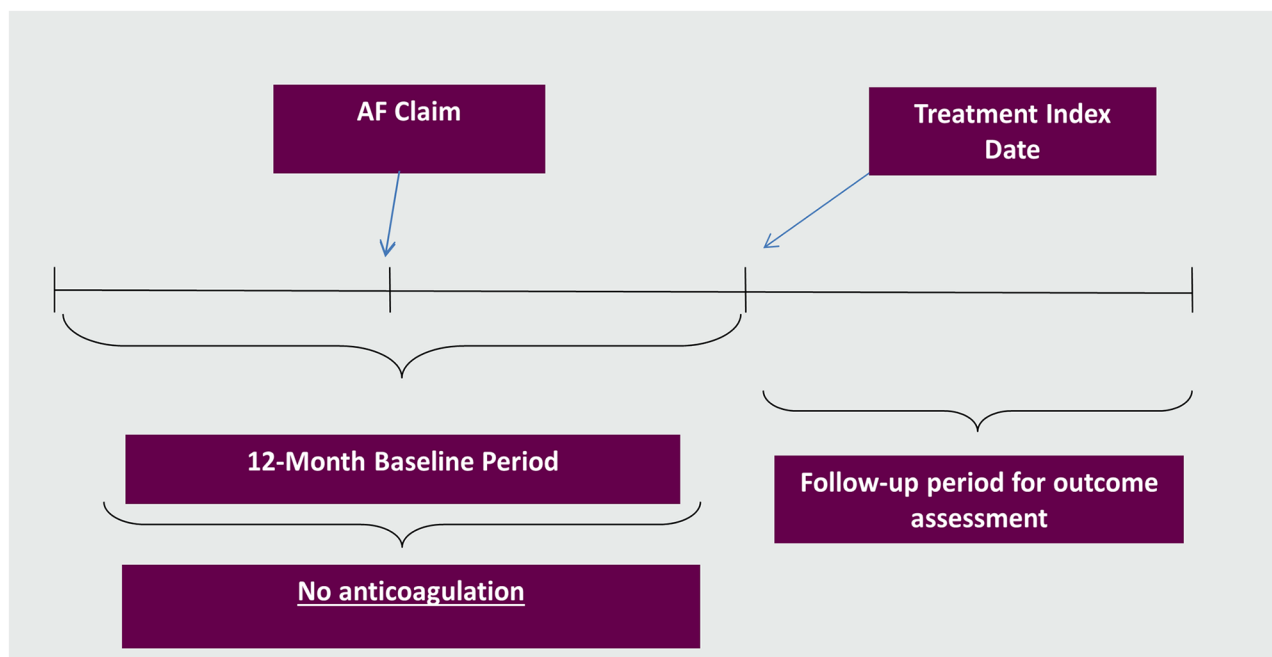 AF Claim
Treatment Index
Date
12-Month Baseline Period
Follow-up period for outcome
assessment
No anticoagulation